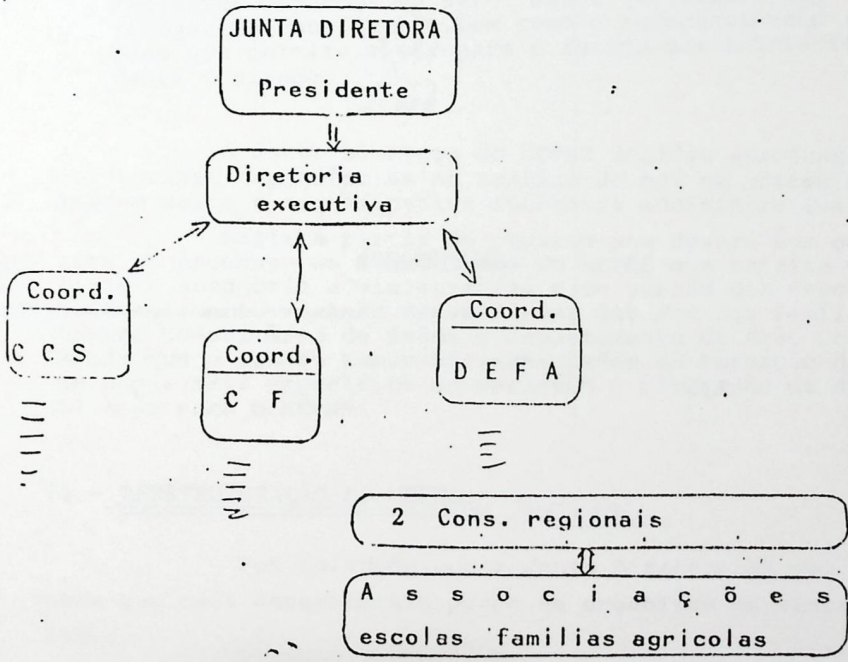 JUNTA DIRETORA
Presidente
Diretoria
executiva
Coord.
C C S
Coord.
C F
Coord.
D E F A
2 Cons. regionais
A s s o c i a ç õ e s
escolas familias agricolas